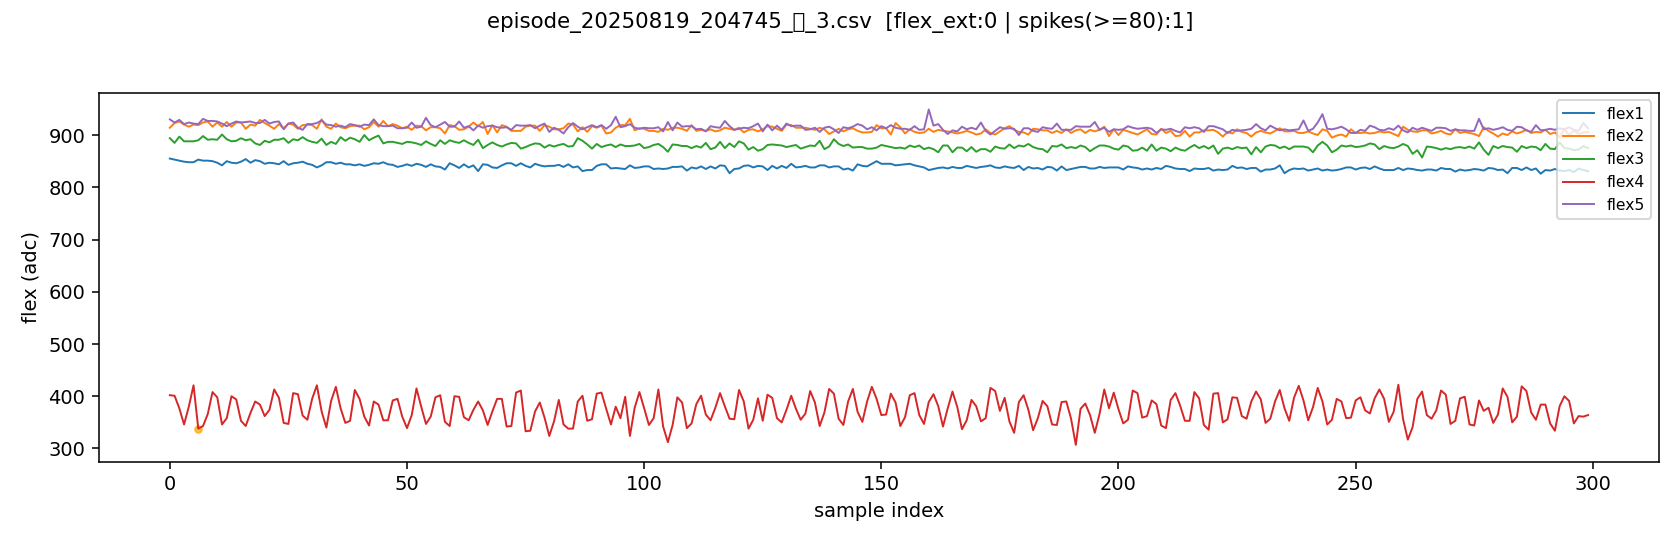 episode_20250819_204745_▯_3.csv  [flex_ext:0 | spikes(>=80):1]
flex (adc)
900
800
700
600
500
400
300
0
50
100
150
200
250
300
sample index
flex1
flex2
flex3
flex4
flex5